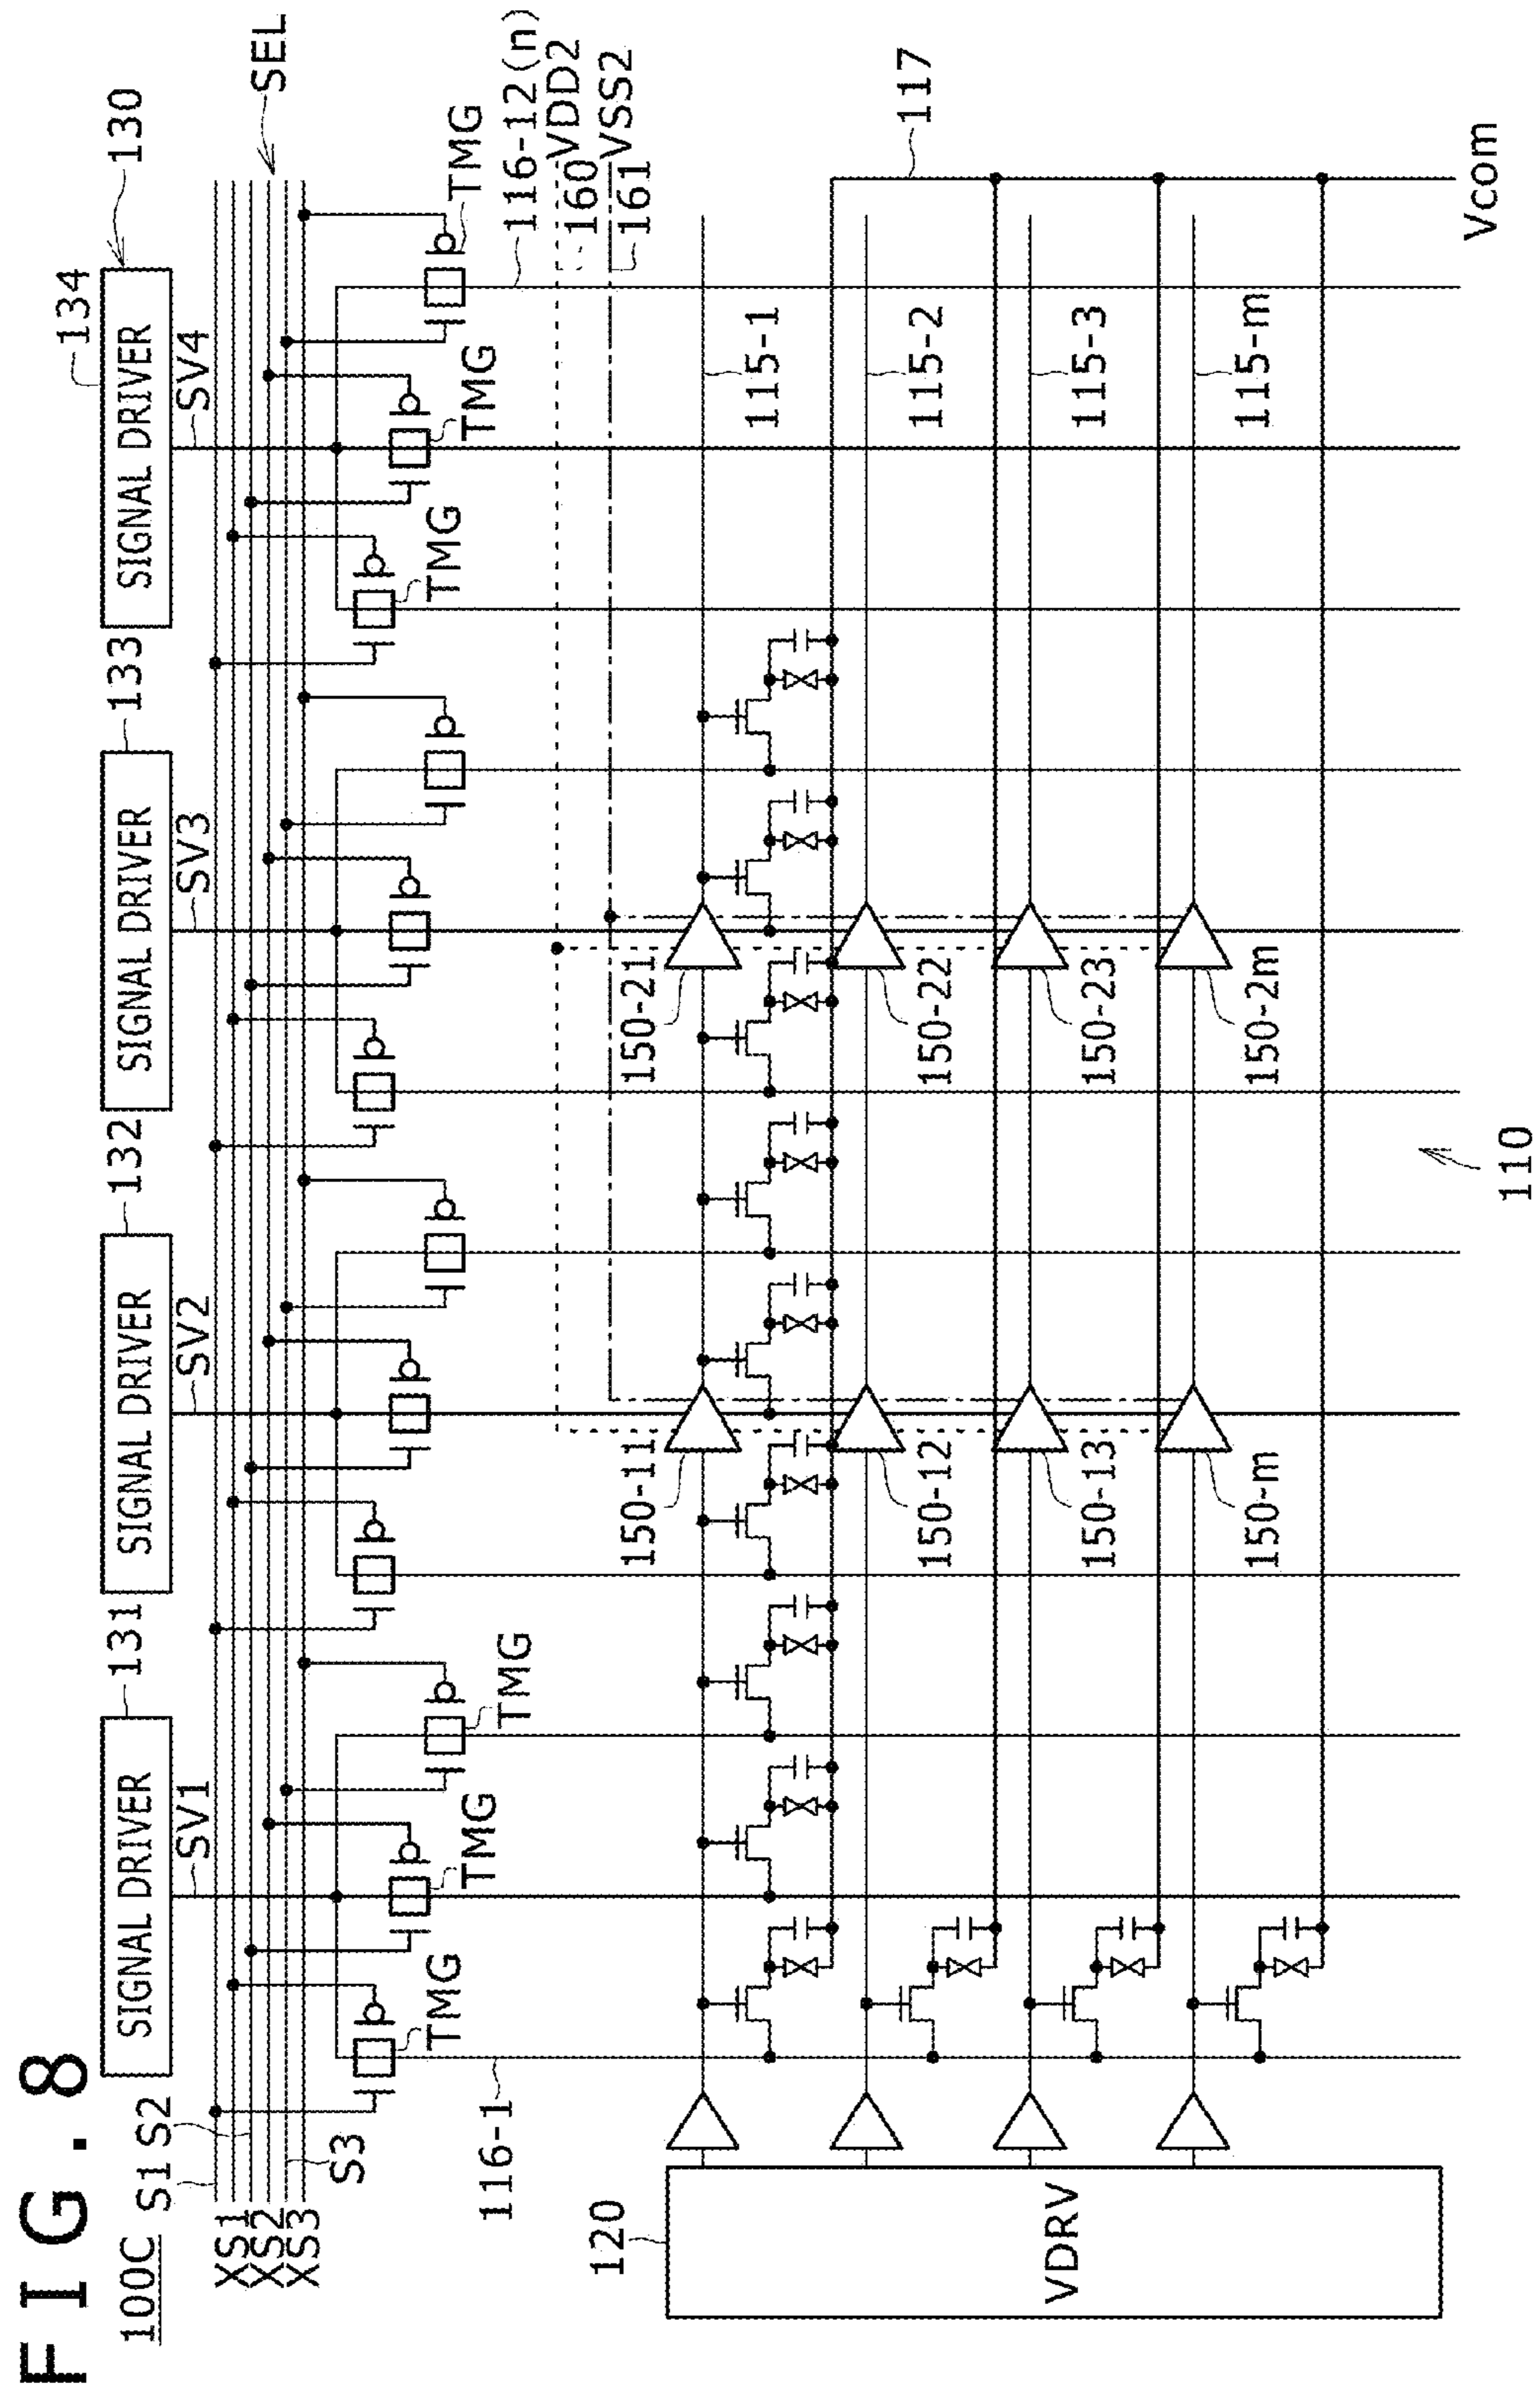 FIG. 8
100C
S1 S2
XS1
XS2
XS3
S3
131
132
133
134
130
SIGNAL DRIVER
SIGNAL DRIVER
SIGNAL DRIVER
SIGNAL DRIVER
SV1
SV2
SV3
SV4
SEL
TMG
TMG
TMG
TMG
TMG
TMG
116-1
116-12(n)
VDD2
160
VSS2
161
120
VDRV
150-11
150-21
115-1
117
150-12
150-22
115-2
150-13
150-23
115-3
150-m
150-2m
115-m
Vcom
110